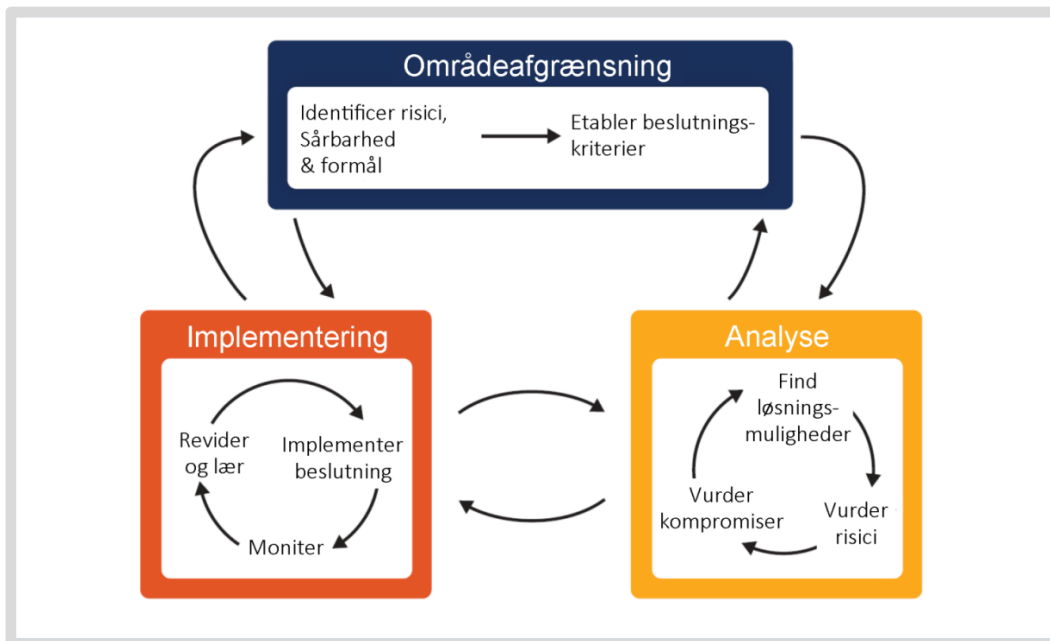 Områdeafgrænsning
Identificer risici,
Sårbarhed
& formål
Etabler beslutnings-
kriterier
Implementering
Revider
og lær
Implementer
beslutning
Moniter
Analyse
Find
løsnings-
muligheder
Vurder
kompromiser
Vurder
risici